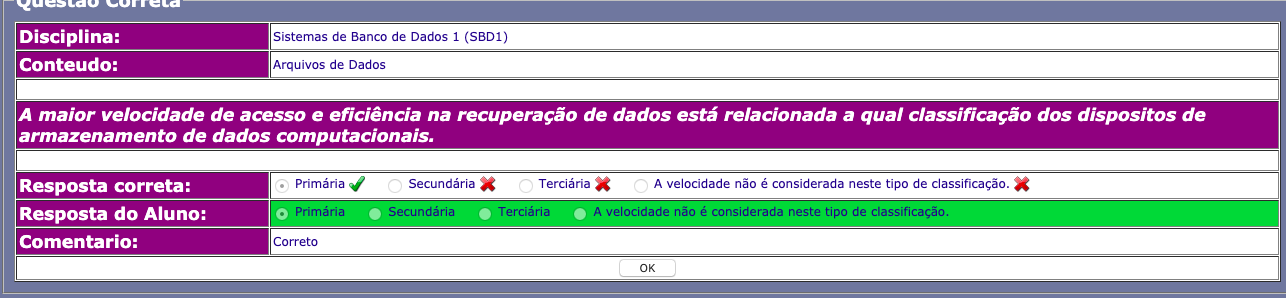 Questão Correta
Disciplina: Sistemas de Banco de Dados 1 (SBD1)
Conteudo: Arquivos de Dados
A maior velocidade de acesso e eficiência na recuperação de dados está relacionada a qual classificação dos dispositos de
armazenamento de dados computacionais.
Resposta correta: Primária Secundária Terciária A velocidade não é considerada neste tipo de classificação.
Resposta do Aluno: Primária Secundária Terciária A velocidade não é considerada neste tipo de classificação.
Comentario: Correto
OK